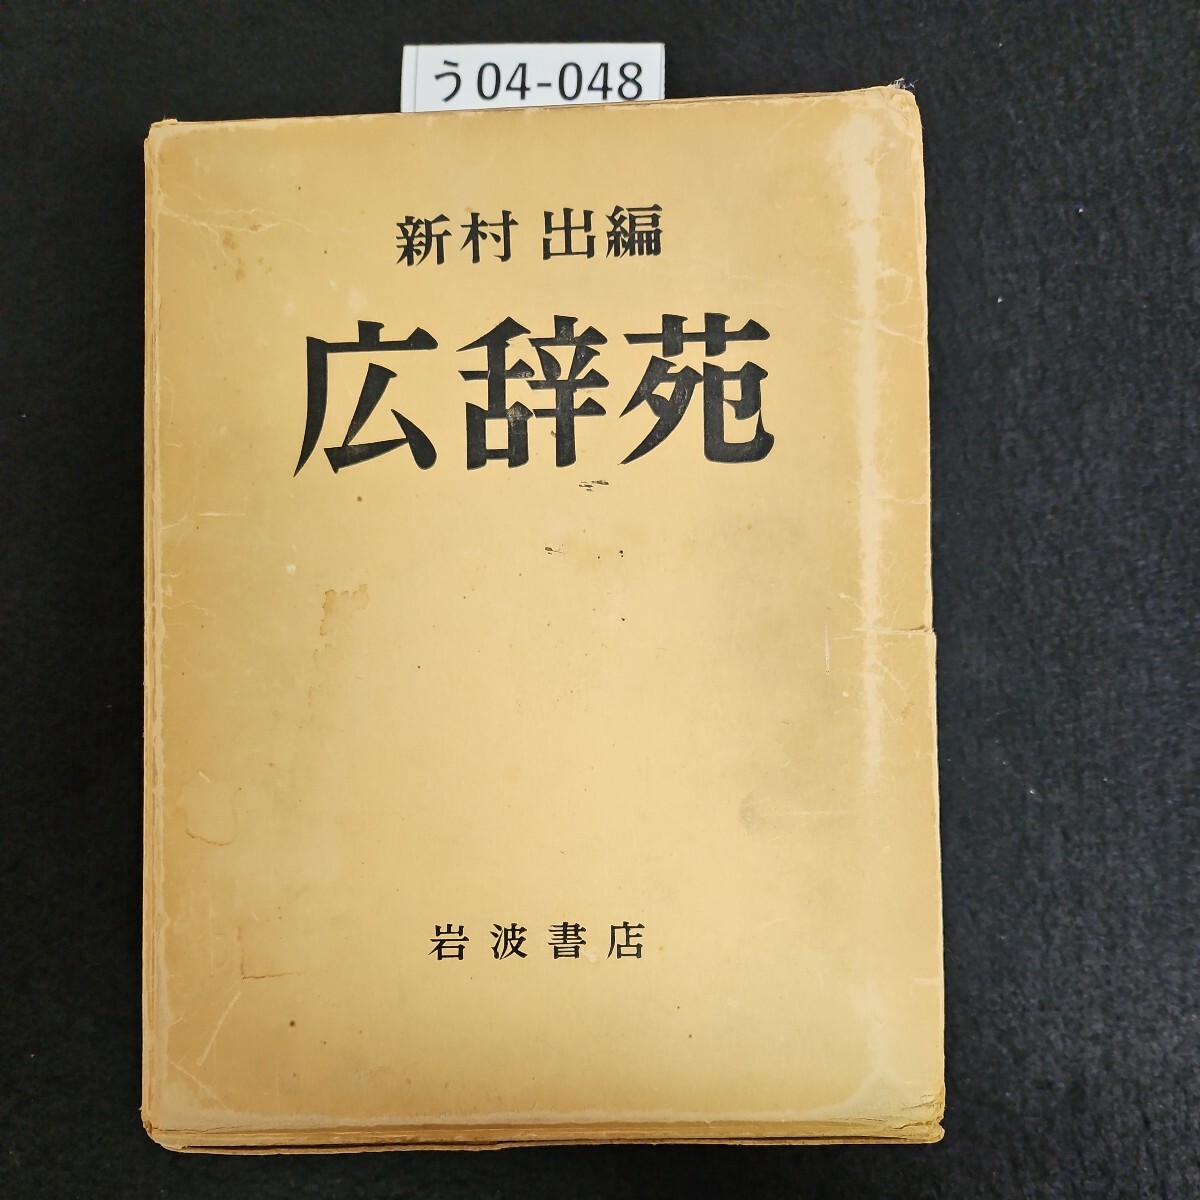 う04-048
新村 出編
広辞苑
岩波書店